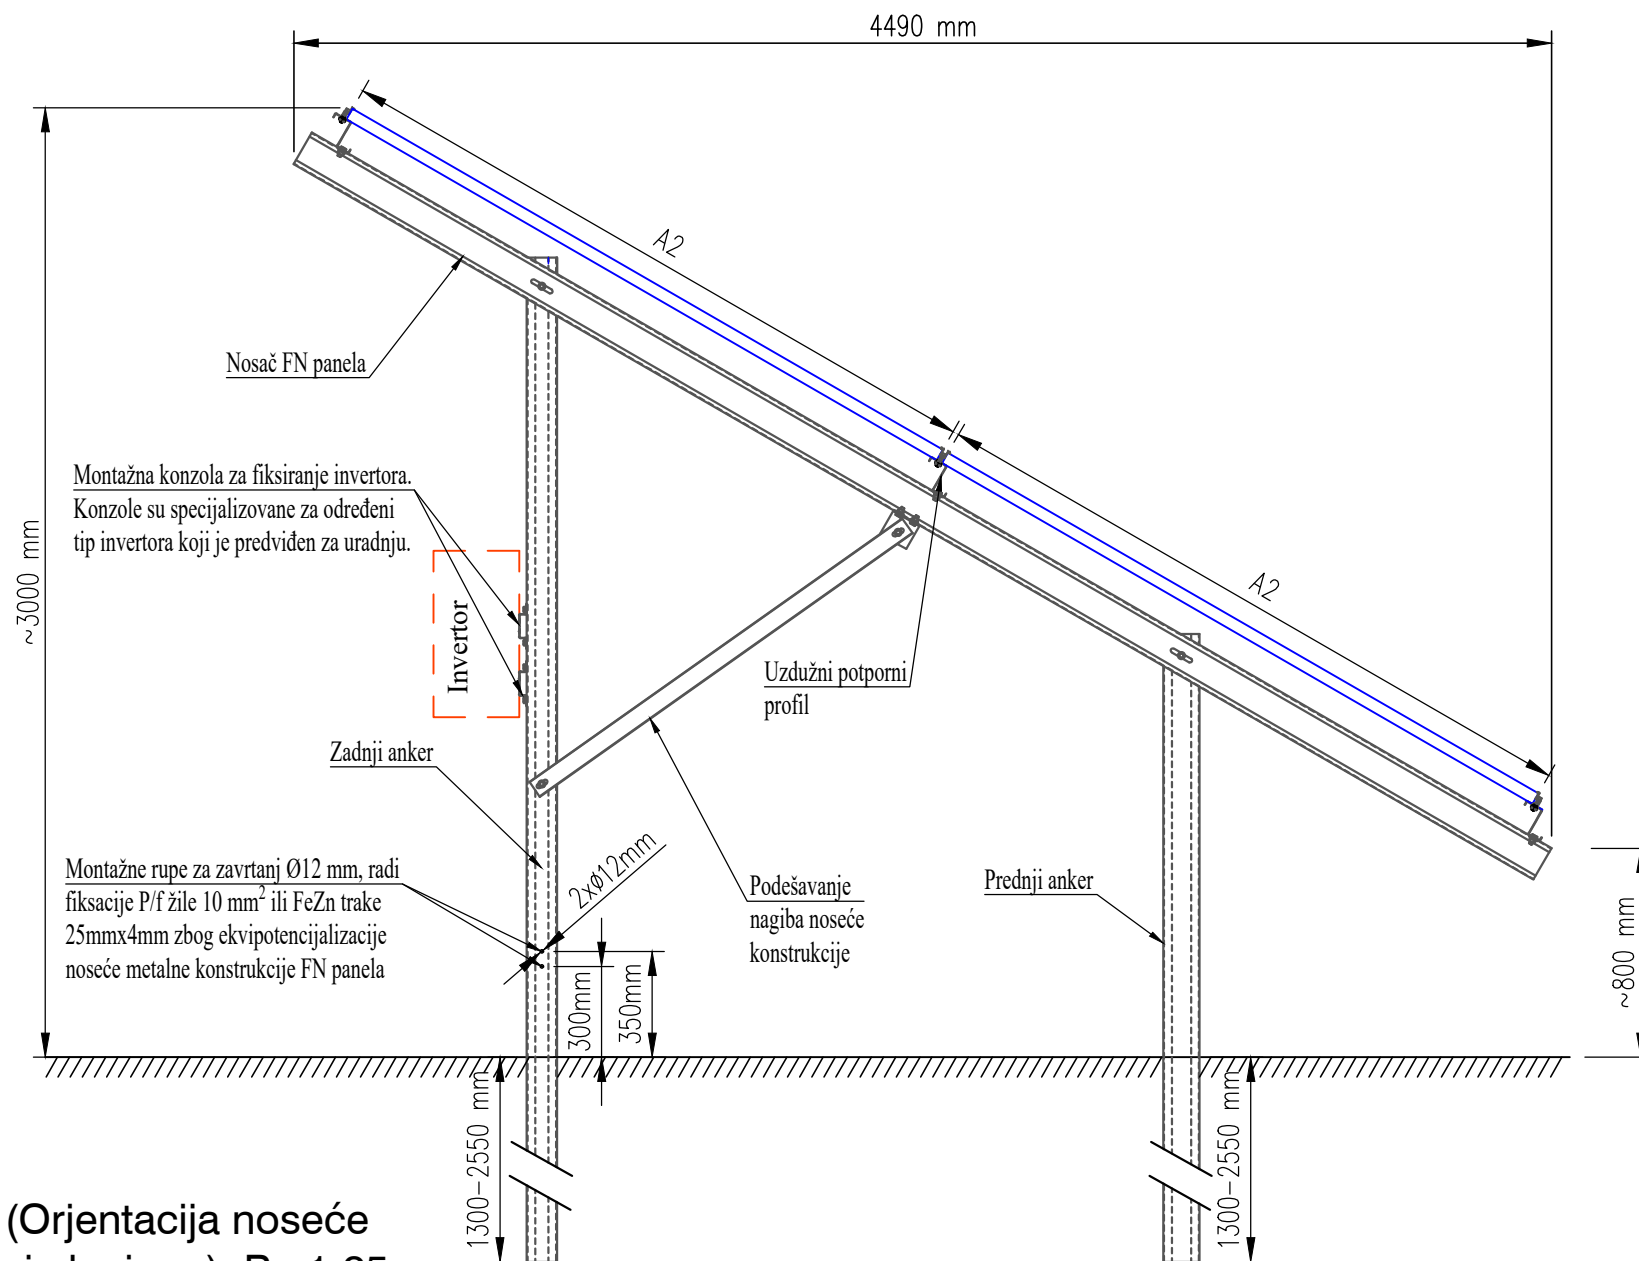 4490 mm
A2
Nosač FN panela
Montažna konzola za fiksiranje invertora.
Konzole su specijalizovane za određeni
tip invertora koji je predviđen za uradnju.
~3000 mm
Invertor
A2
Uzdužni potporni
profil
Zadnji anker
2xø12mm
Montažne rupe za zavrtanj Ø12 mm, radi
fiksacije P/f žile 10 mm² ili FeZn trake
25mmx4mm zbog ekvipotencijalizacije
noseće metalne konstrukcije FN panela
Podešavanje
nagiba noseće
konstrukcije
Prednji anker
~800 mm
300mm
350mm
1300-2550 mm
1300-2550 mm
(Orjentacija noseće